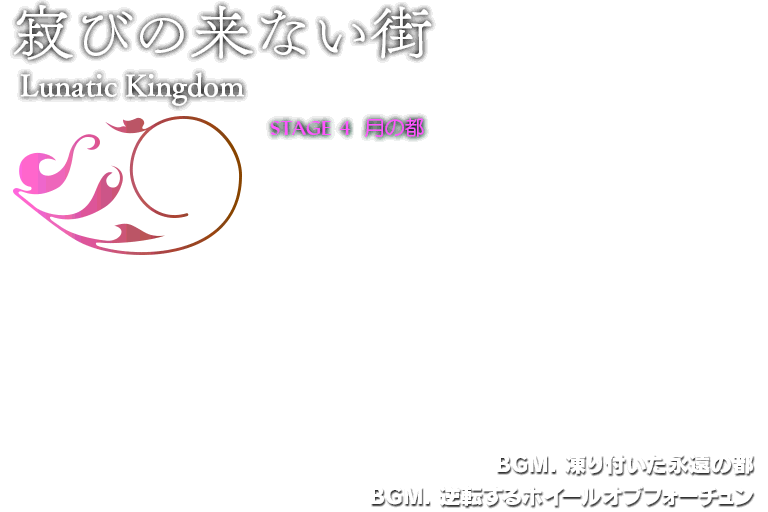 寂びの来ない街
Lunatic Kingdom
STAGE 4 月の都
BGM. 凍り付いた永遠の都
BGM. 逆転するホイールオブフォーチュン